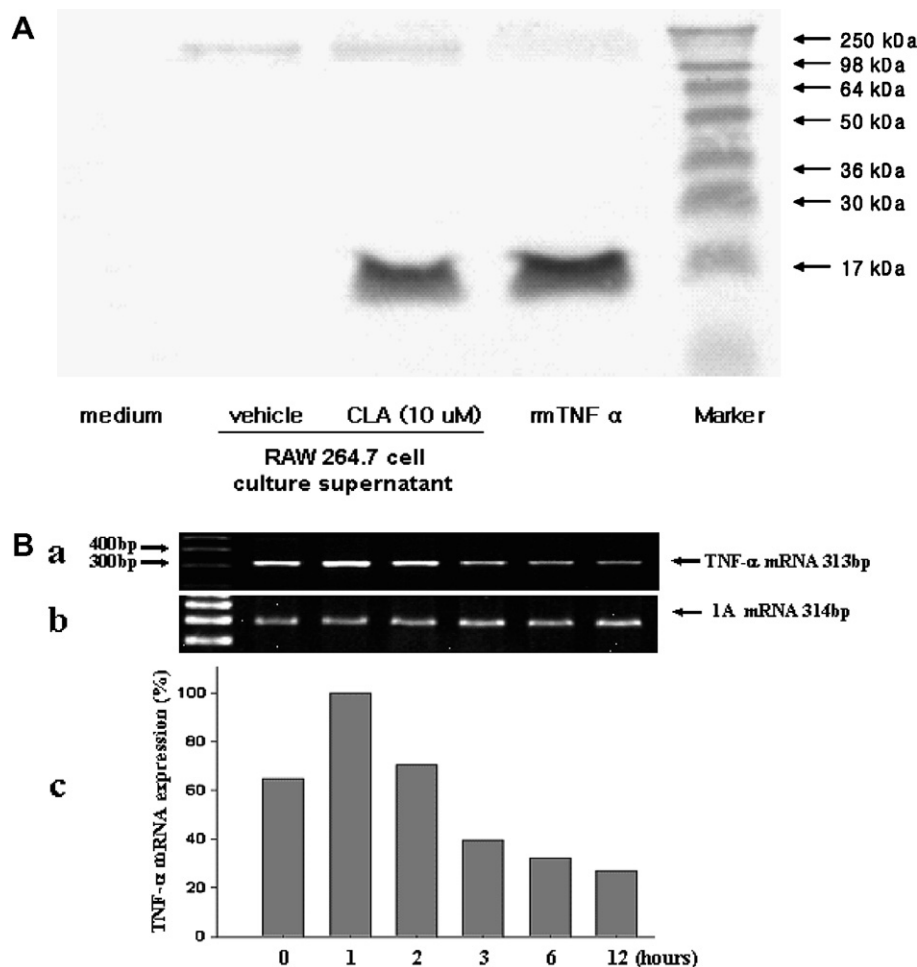 A
250 kDa
98 kDa
64 kDa
50 kDa
36 kDa
30 kDa
17 kDa
medium vehicle CLA (10 uM) rmTNF α Marker
RAW 264.7 cell
culture supernatant
B
a
400bp
300bp
TNF-α mRNA 313bp
b
1A mRNA 314bp
c
TNF-α mRNA expression (%)
100
80
60
40
20
0
0 1 2 3 6 12 (hours)